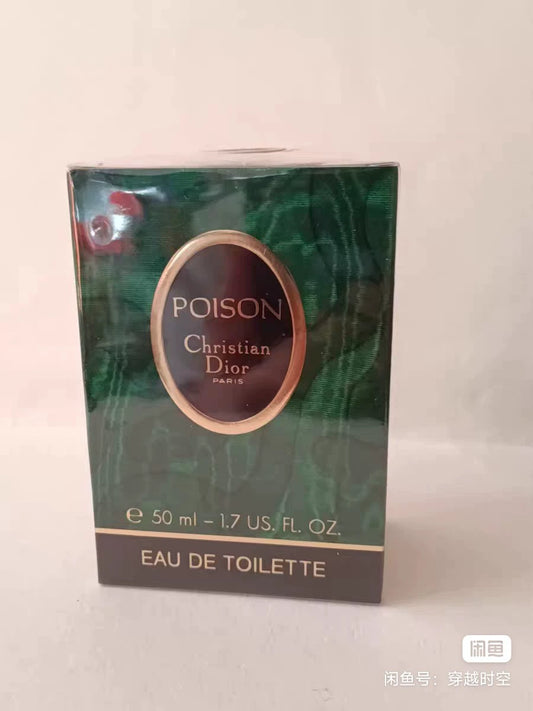 POISON
Christian
Dior
PARIS
e 50 ml – 1.7 US. FL. OZ.
EAU DE TOILETTE
闲鱼
闲鱼号：穿越时空